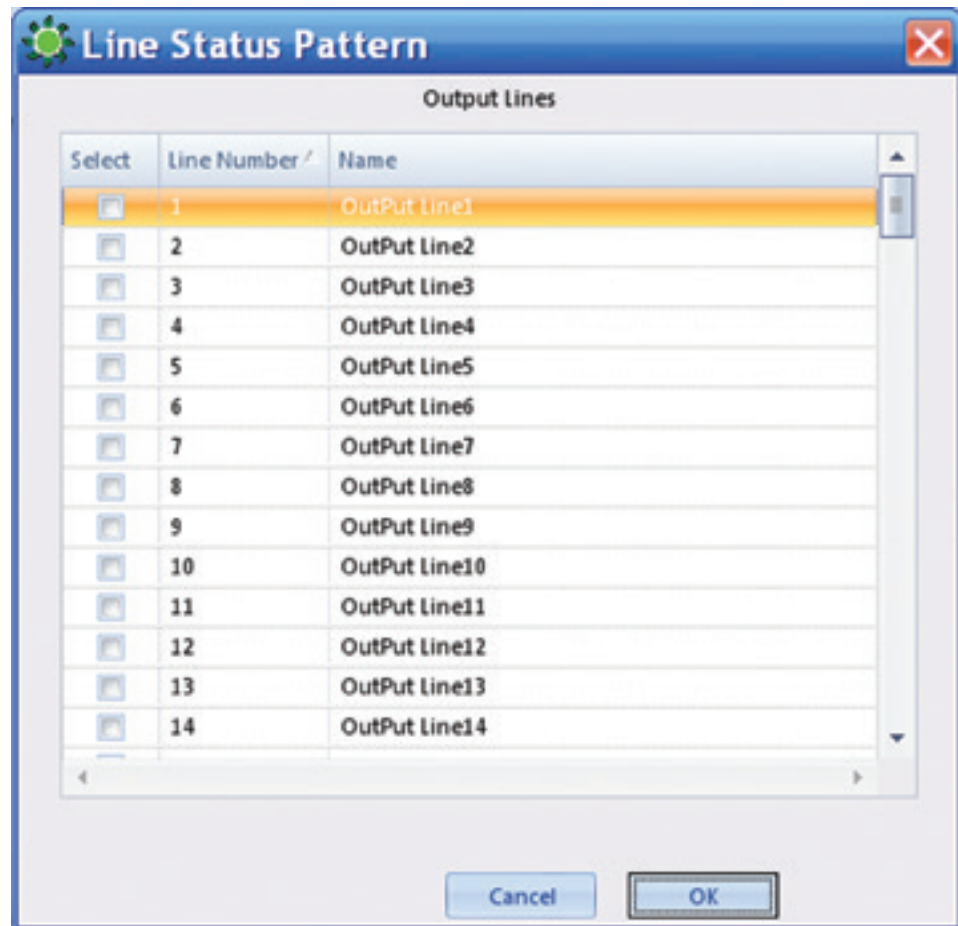 Line Status Pattern
Output Lines
Select Line Number Name
1 OutPut Line1
2 OutPut Line2
3 OutPut Line3
4 OutPut Line4
5 OutPut Line5
6 OutPut Line6
7 OutPut Line7
8 OutPut Line8
9 OutPut Line9
10 OutPut Line10
11 OutPut Line11
12 OutPut Line12
13 OutPut Line13
14 OutPut Line14
Cancel OK